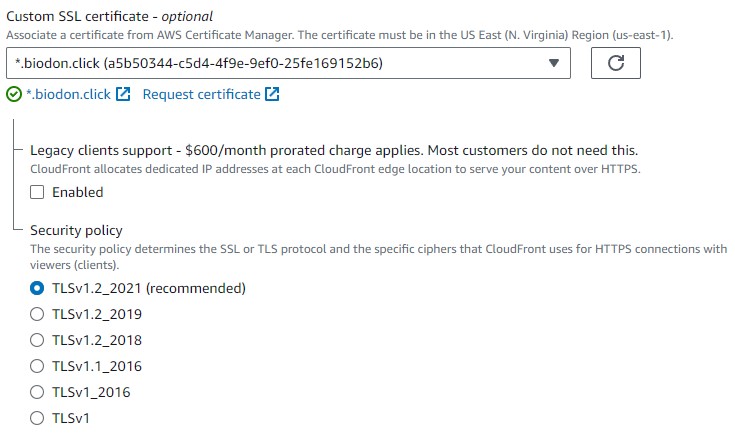 Custom SSL certificate - optional
Associate a certificate from AWS Certificate Manager. The certificate must be in the US East (N. Virginia) Region (us-east-1).
*.biodon.click (a5b50344-c5d4-4f9e-9ef0-25fe169152b6)
*.biodon.click Request certificate
Legacy clients support - $600/month prorated charge applies. Most customers do not need this.
CloudFront allocates dedicated IP addresses at each CloudFront edge location to serve your content over HTTPS.
Enabled
Security policy
The security policy determines the SSL or TLS protocol and the specific ciphers that CloudFront uses for HTTPS connections with
viewers (clients).
TLSv1.2_2021 (recommended)
TLSv1.2_2019
TLSv1.2_2018
TLSv1.1_2016
TLSv1_2016
TLSv1